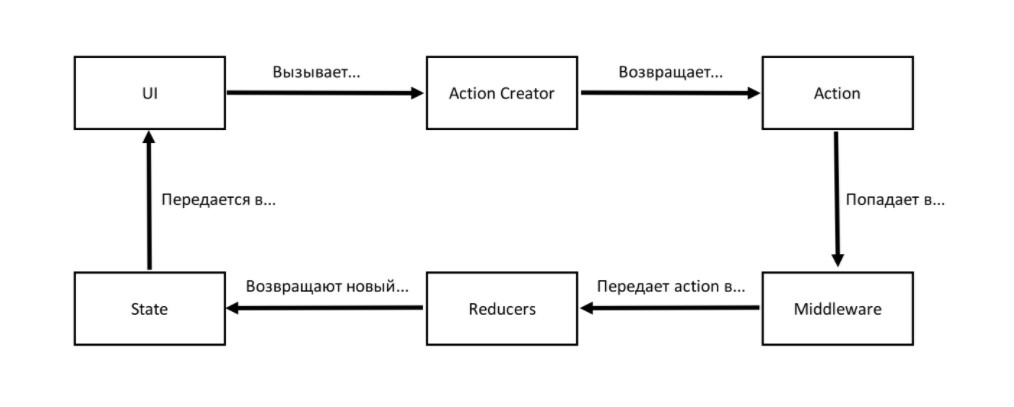 Вызывает...
Возвращает...
UI
Action Creator
Action
Передается в...
Попадает в...
Возвращают новый...
Передает action в...
State
Reducers
Middleware